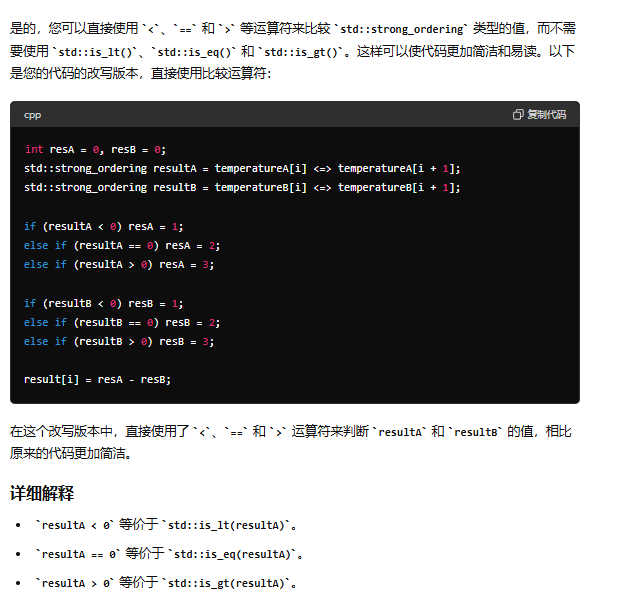 是的，您可以直接使用 `<`、`==` 和 `>` 等运算符来比较 `std::strong_ordering` 类型的值，而不需
要使用 `std::is_lt()`、`std::is_eq()` 和 `std::is_gt()`。这样可以使代码更加简洁和易读。以下
是您的代码的改写版本，直接使用比较运算符：
cpp 复制代码
int resA = 0, resB = 0;
std::strong_ordering resultA = temperatureA[i] <=> temperatureA[i + 1];
std::strong_ordering resultB = temperatureB[i] <=> temperatureB[i + 1];
if (resultA < 0) resA = 1;
else if (resultA == 0) resA = 2;
else if (resultA > 0) resA = 3;
if (resultB < 0) resB = 1;
else if (resultB == 0) resB = 2;
else if (resultB > 0) resB = 3;
result[i] = resA - resB;
在这个改写版本中，直接使用了 `<`、`==` 和 `>` 运算符来判断 `resultA` 和 `resultB` 的值，相比
原来的代码更加简洁。
详细解释
• `resultA < 0` 等价于 `std::is_lt(resultA)`。
• `resultA == 0` 等价于 `std::is_eq(resultA)`。
• `resultA > 0` 等价于 `std::is_gt(resultA)`。